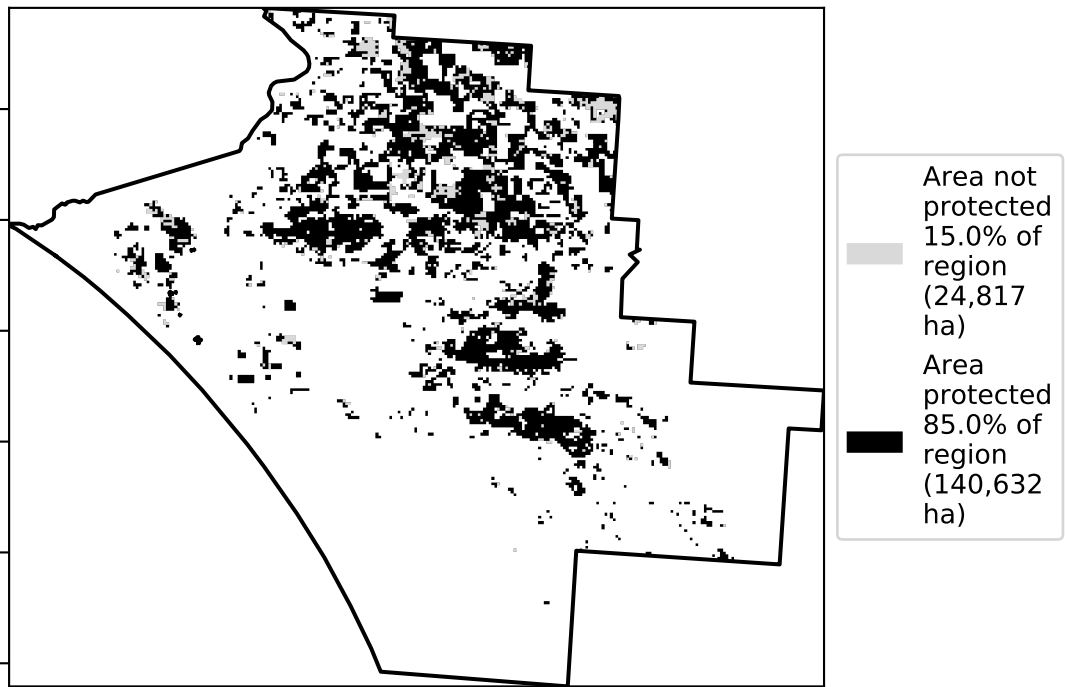 Area not
protected
15.0% of
region
(24,817
ha)
Area
protected
85.0% of
region
(140,632
ha)